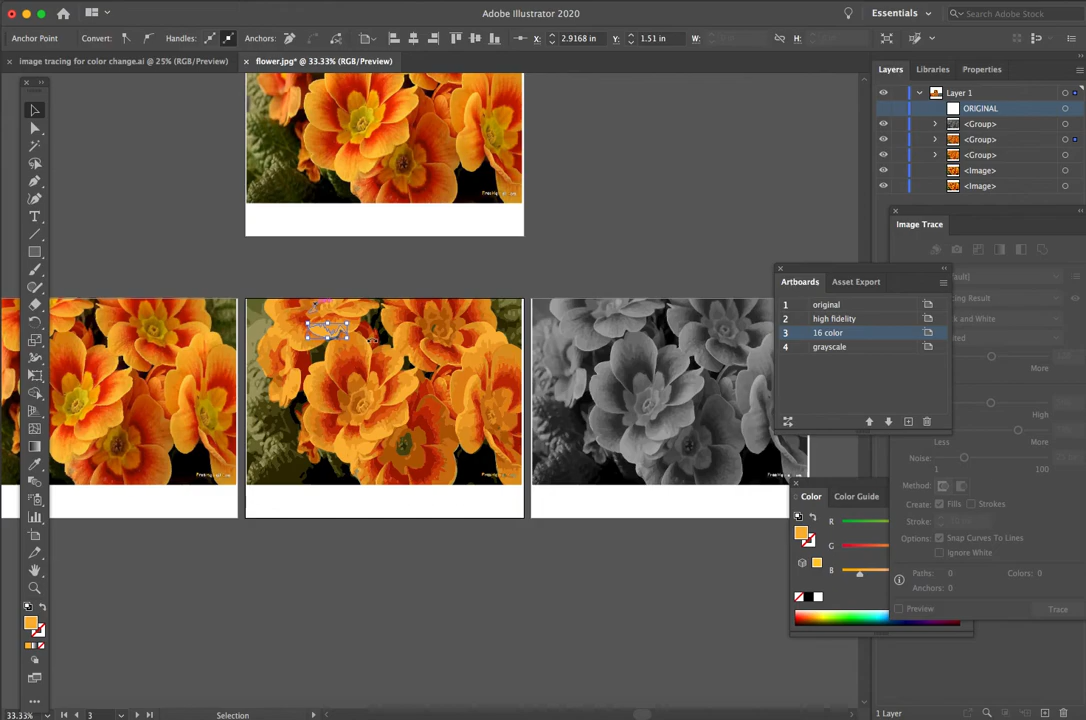 Adobe Illustrator 2020
Essentials
Search Adobe Stock
Anchor Point
Convert:
Handles:
Anchors:
X: 2.9168 in
Y: 1.51 in
W:
H:
image tracing for color change.ai @ 25% (RGB/Preview)
flower.jpg* @ 33.33% (RGB/Preview)
Layers
Libraries
Properties
Layer 1
ORIGINAL
<Group>
<Group>
<Group>
<Image>
<Image>
Image Trace
Artboards
Asset Export
1 original
2 high fidelity
3 16 color
4 grayscale
More
High
Less
More
Noise:
1
100
Method:
Create:
Fills
Strokes
Stroke:
Options:
Snap Curves To Lines
Ignore White
Paths: 0
Colors: 0
Anchors: 0
Preview
Trace
Color
Color Guide
R
G
B
33.33%
3
Selection
1 Layer